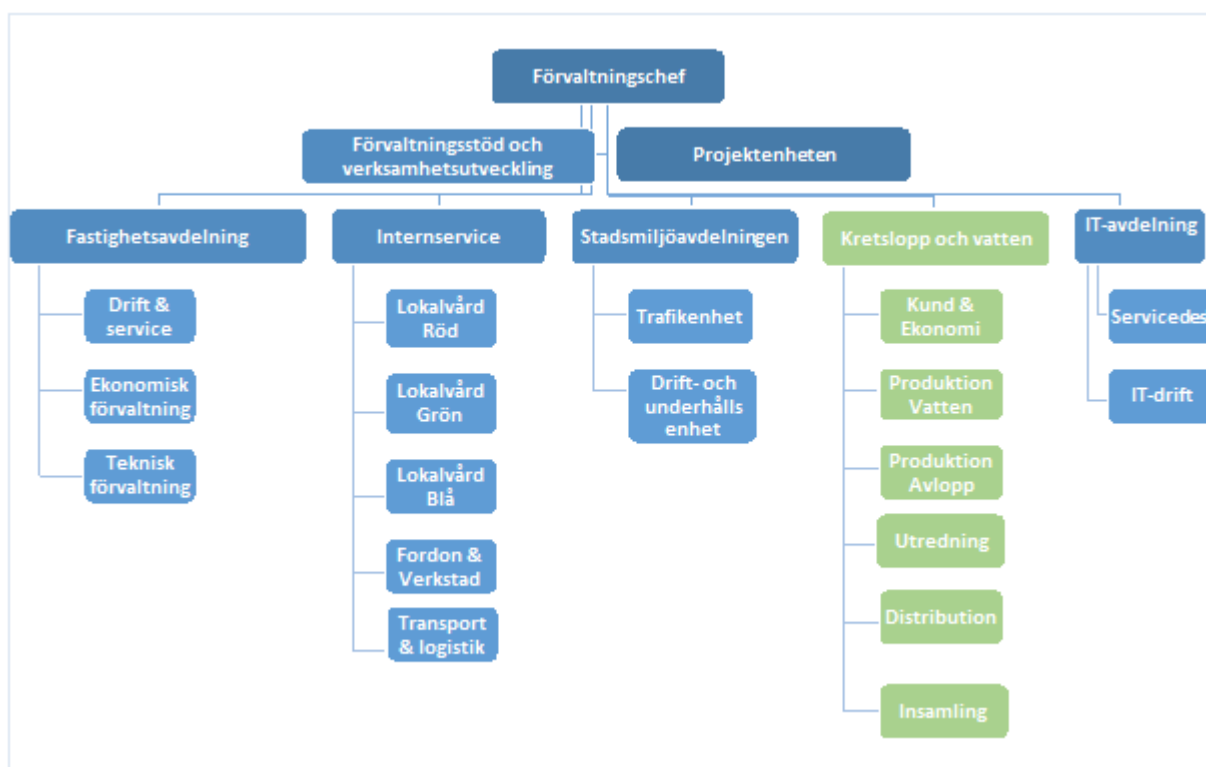 Förvaltningschef
Förvaltningsstöd och
verksamhetsutveckling
Projektenheten
Fastighetsavdelning
Internservice
Stadsmiljöavdelningen
Kretslopp och vatten
IT-avdelning
Drift &
service
Ekonomisk
förvaltning
Teknisk
förvaltning
Lokalvård
Röd
Lokalvård
Grön
Lokalvård
Blå
Fordon &
Verkstad
Transport
& logistik
Trafikenhet
Drift- och
underhålls
enhet
Kund &
Ekonomi
Produktion
Vatten
Produktion
Avlopp
Utredning
Distribution
Insamling
Servicedes
IT-drift